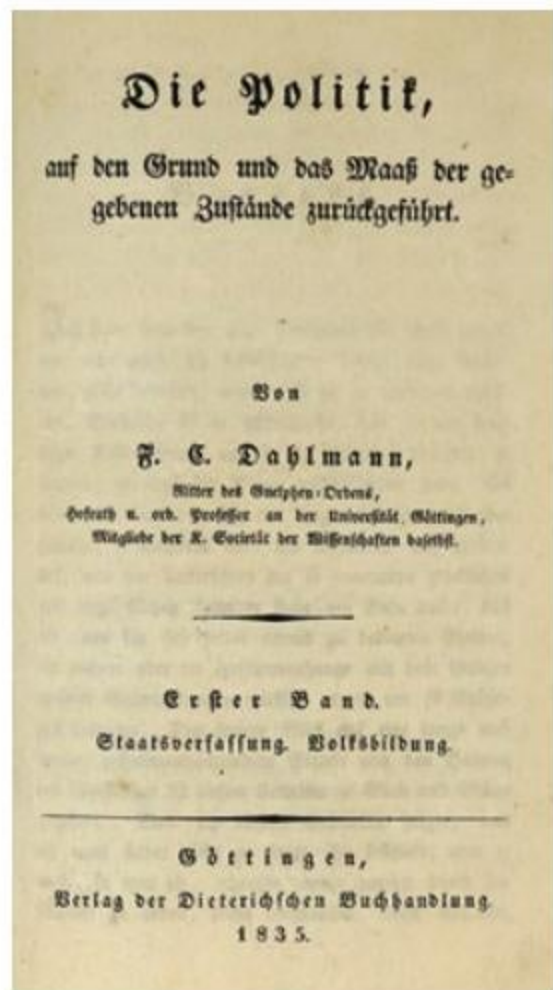 Die Politik,
auf den Grund und das Maaß der ge-
gebenen Zustände zurückgeführt.
Von
F. C. Dahlmann,
Ritter des Guelphen-Ordens,
Hofrath u. ord. Professor an der Universität Göttingen,
Mitgliede der K. Societät der Wissenschaften daselbst.
Erster Band.
Staatsverfassung. Volksbildung.
Göttingen,
Verlag der Dieterichschen Buchhandlung.
1835.